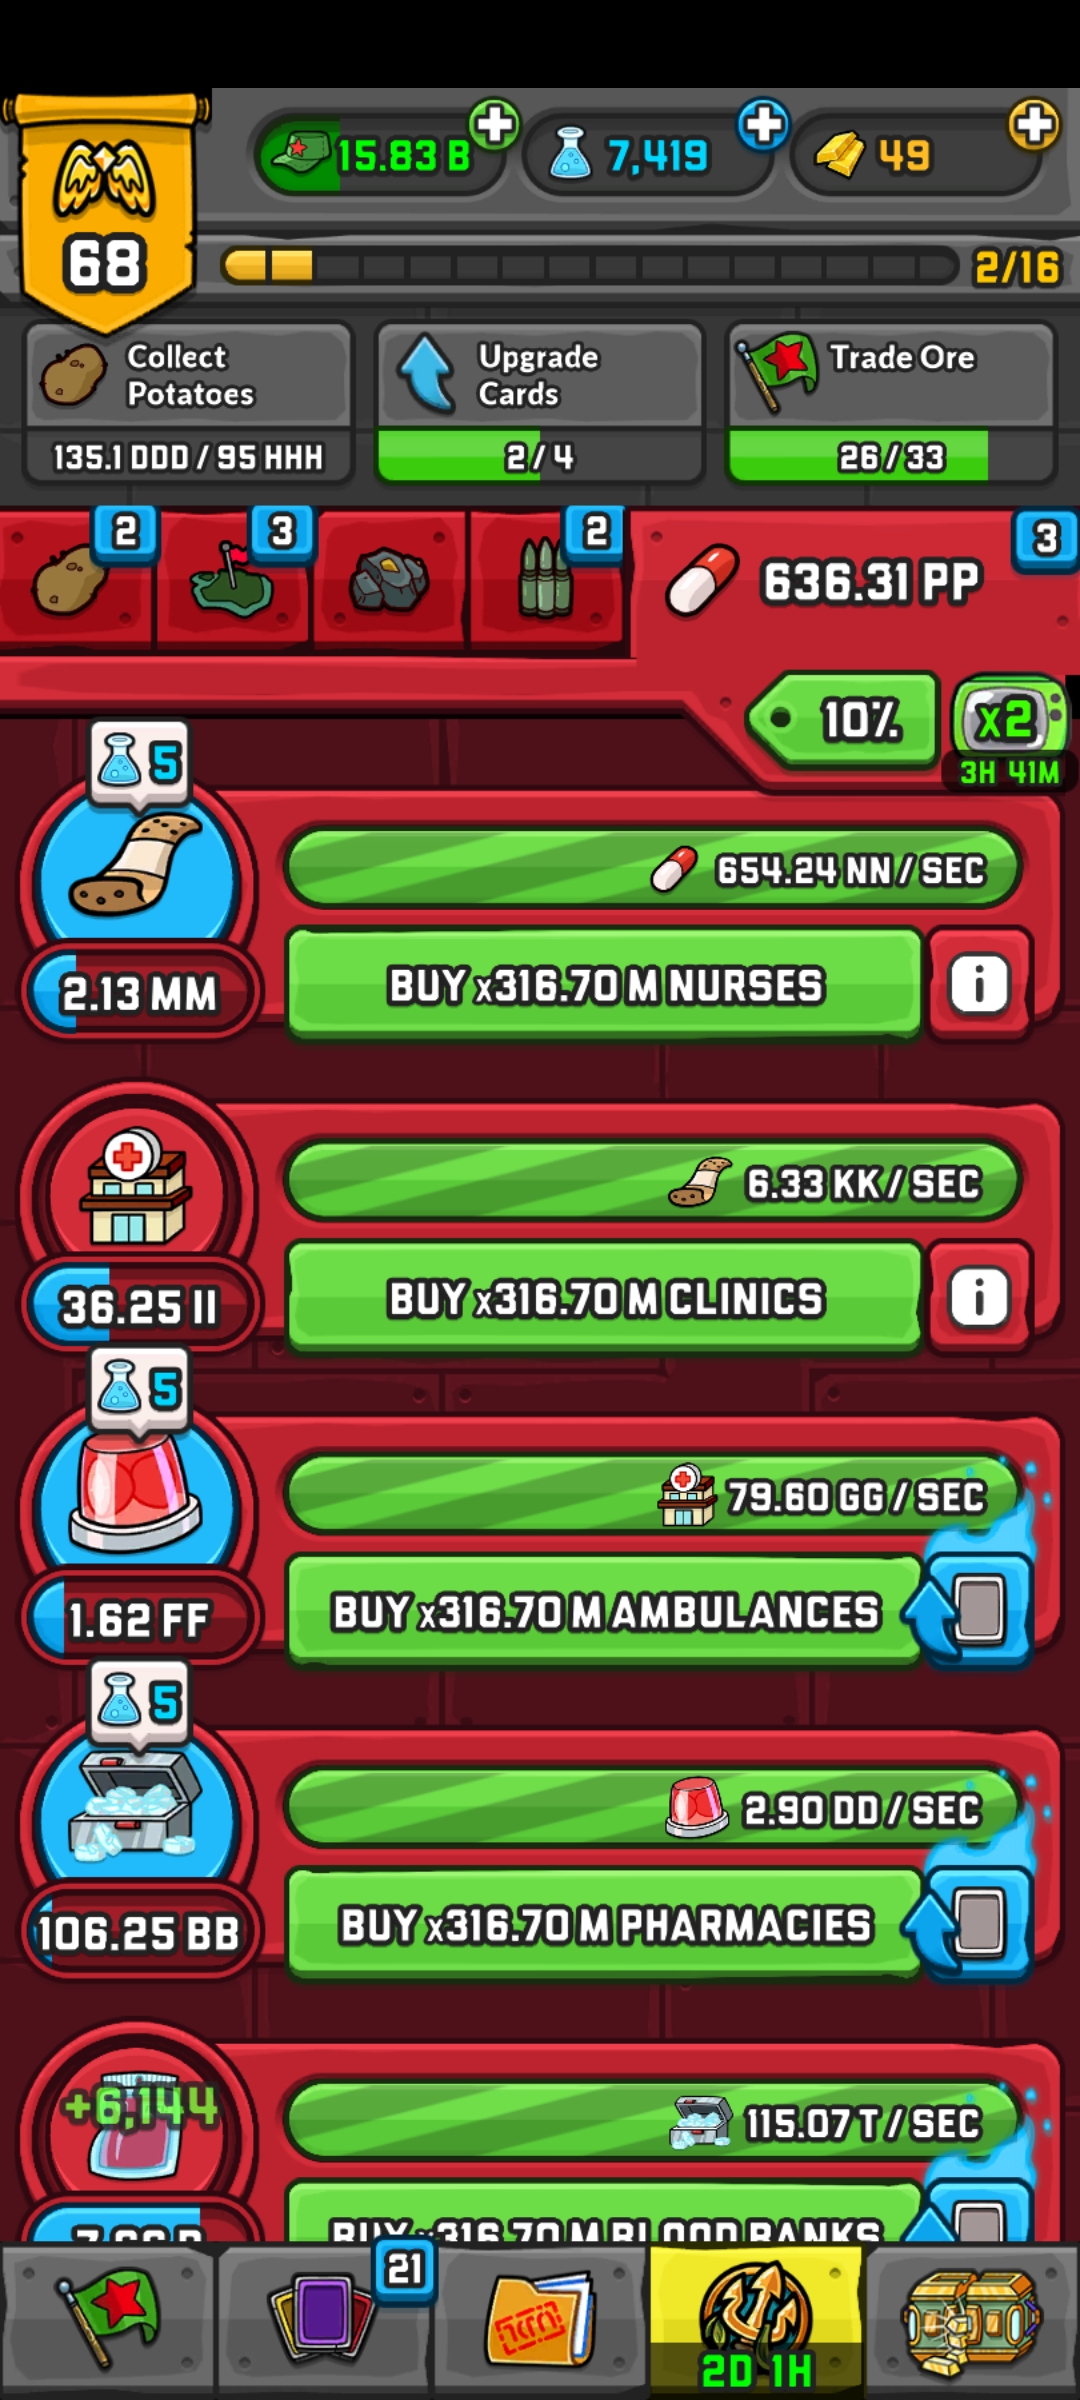 15.83 B
7,419
49
68
2/16
Collect
Potatoes
135.1 DDD / 95 HHH
Upgrade
Cards
2/4
Trade Ore
26/33
2
3
2
636.31 PP
3
10%
x2
3H 41M
5
654.24 NN / SEC
2.13 MM
BUY x316.70 M NURSES
i
6.33 KK / SEC
36.25 II
BUY x316.70 M CLINICS
i
5
79.60 GG / SEC
1.62 FF
BUY x316.70 M AMBULANCES
5
2.90 DD / SEC
106.25 BB
BUY x316.70 M PHARMACIES
+6,144
115.07 T / SEC
BUY x316.70 M BLOOD BANKS
21
2D 1H